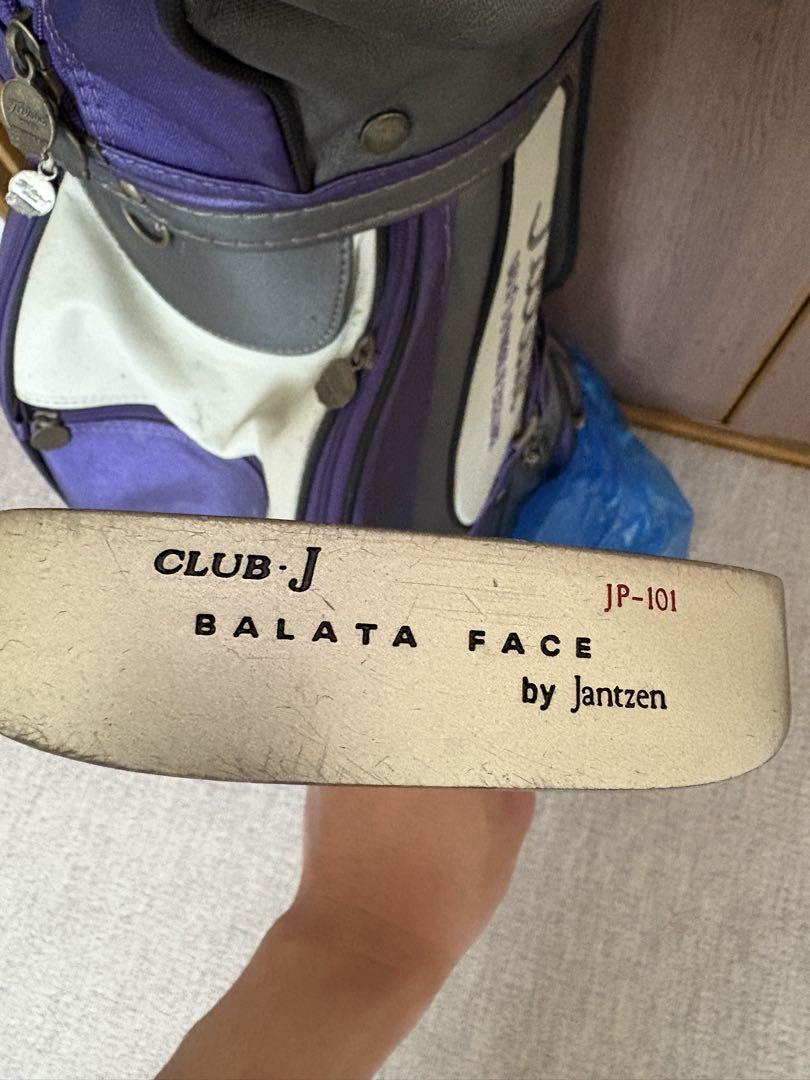 CLUB·J
JP-101
BALATA FACE
by Jantzen